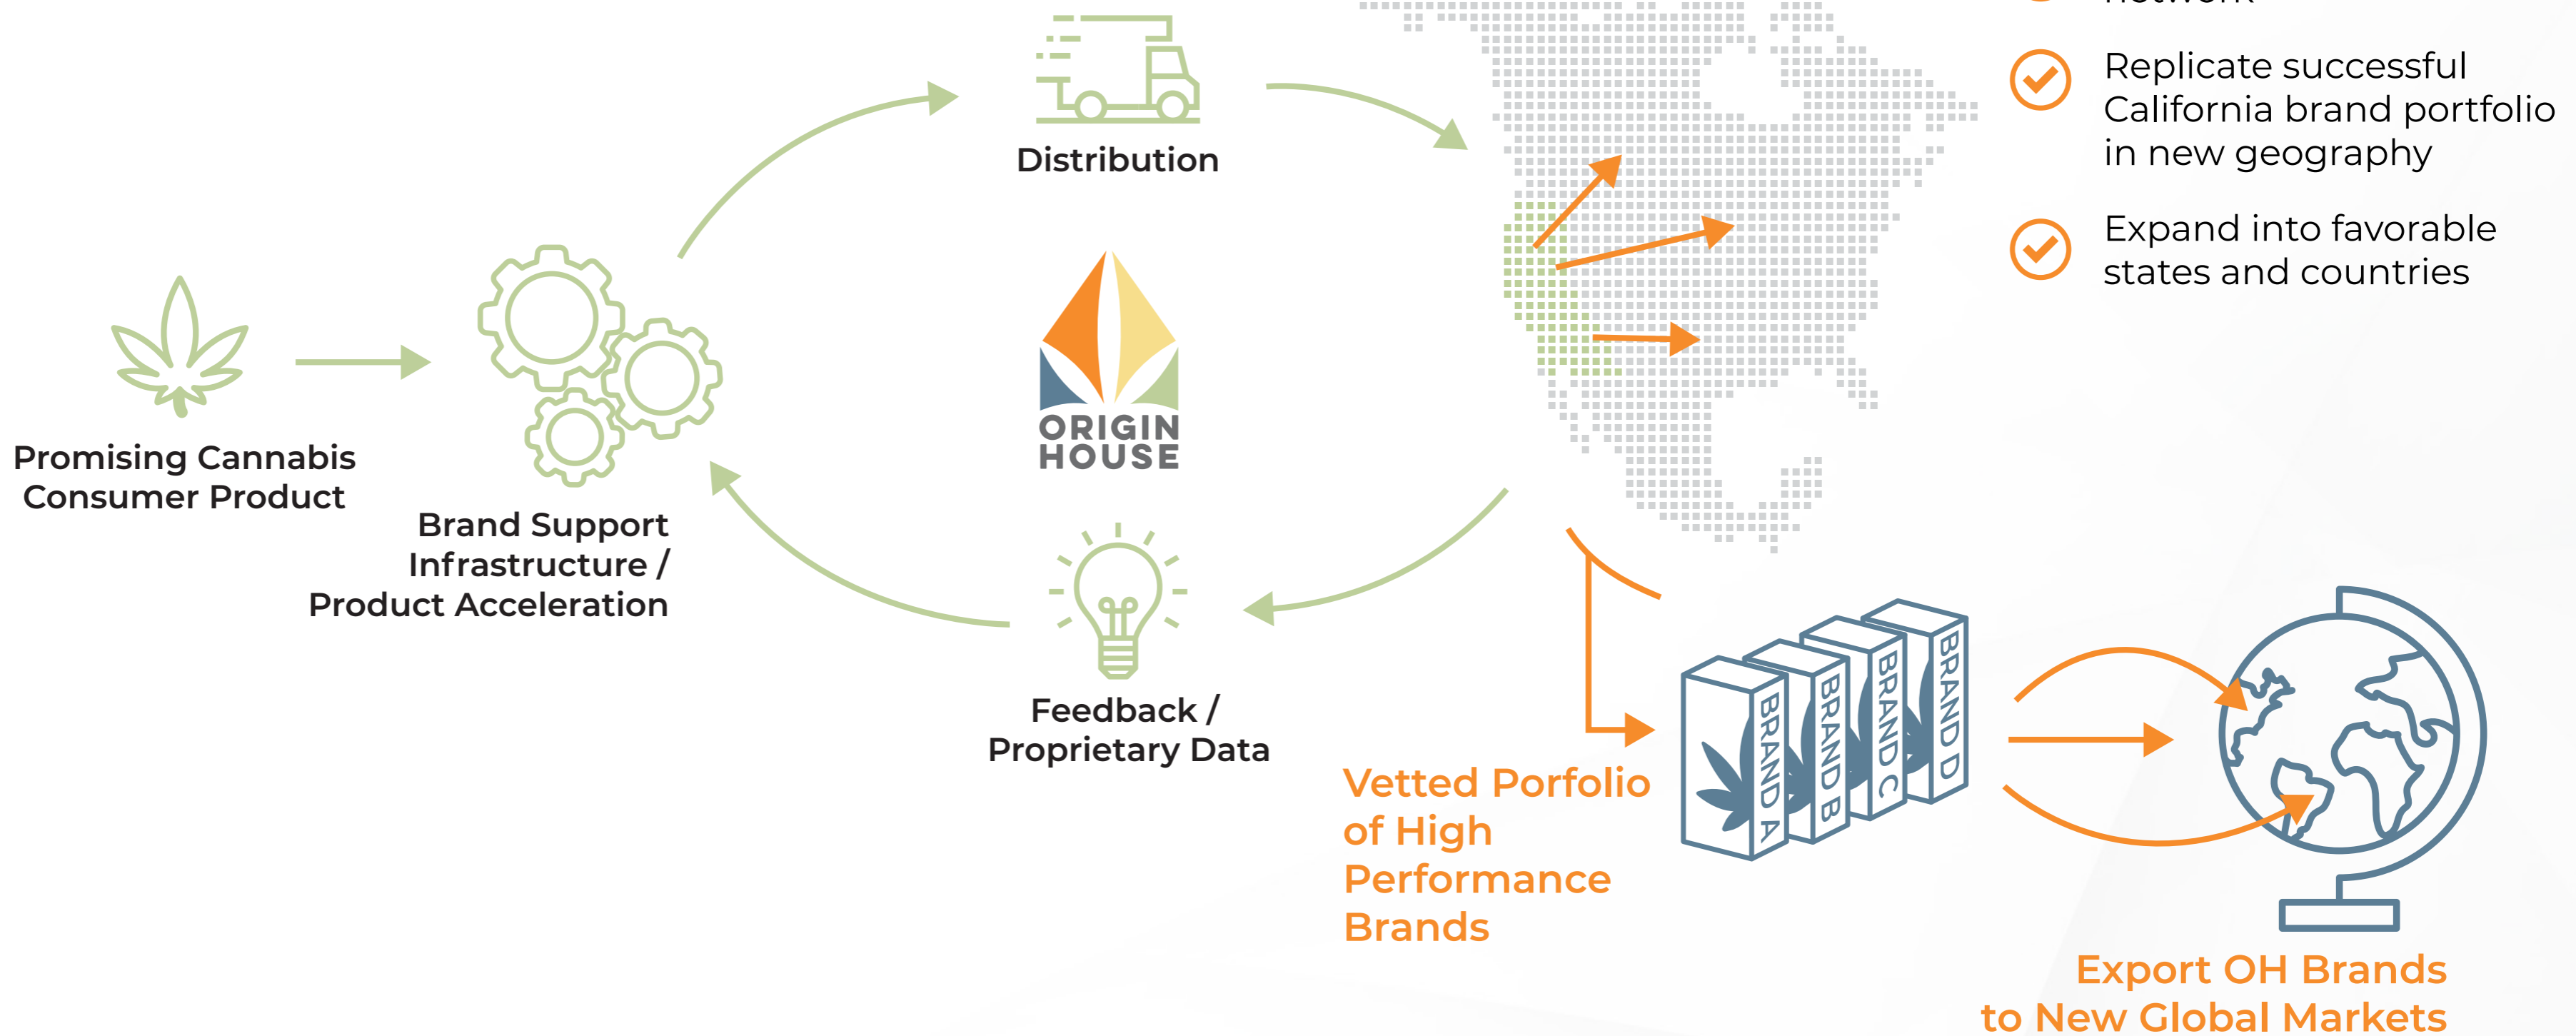 network
Replicate successful
California brand portfolio
in new geography
Expand into favorable
states and countries
Distribution
ORIGIN
HOUSE
Promising Cannabis
Consumer Product
Brand Support
Infrastructure /
Product Acceleration
Feedback /
Proprietary Data
Vetted Porfolio
of High
Performance
Brands
BRAND A
BRAND B
BRAND C
BRAND D
Export OH Brands
to New Global Markets